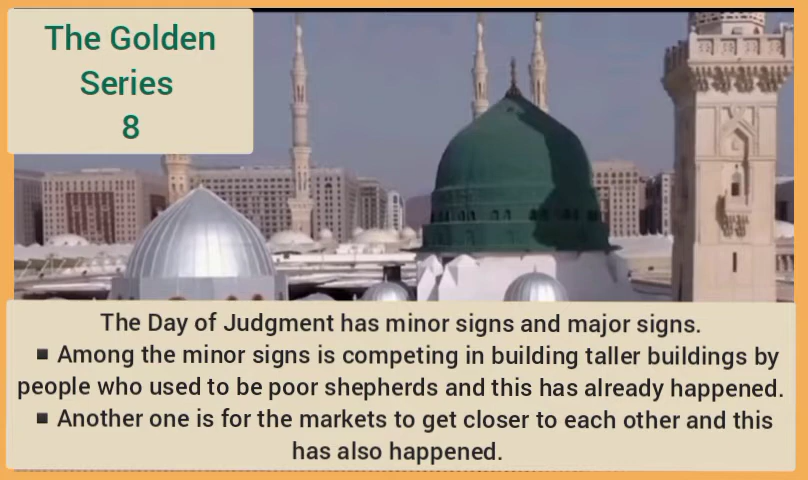 The Golden
Series
8
The Day of Judgment has minor signs and major signs.
▪ Among the minor signs is competing in building taller buildings by
people who used to be poor shepherds and this has already happened.
▪ Another one is for the markets to get closer to each other and this
has also happened.